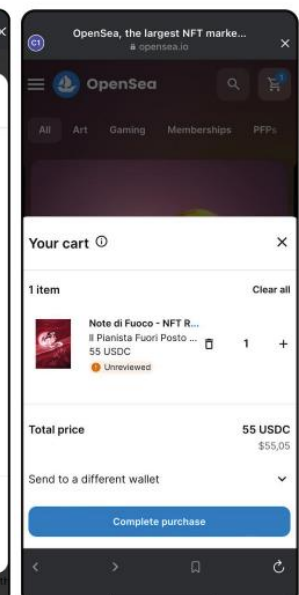 C1
OpenSea, the largest NFT marke...
opensea.io
OpenSea
All Art Gaming Memberships PFPs
Your cart
1 item Clear all
Note di Fuoco - NFT R...
Il Pianista Fuori Posto ...
55 USDC
1 +
Unreviewed
Total price 55 USDC
$55,05
Send to a different wallet
Complete purchase